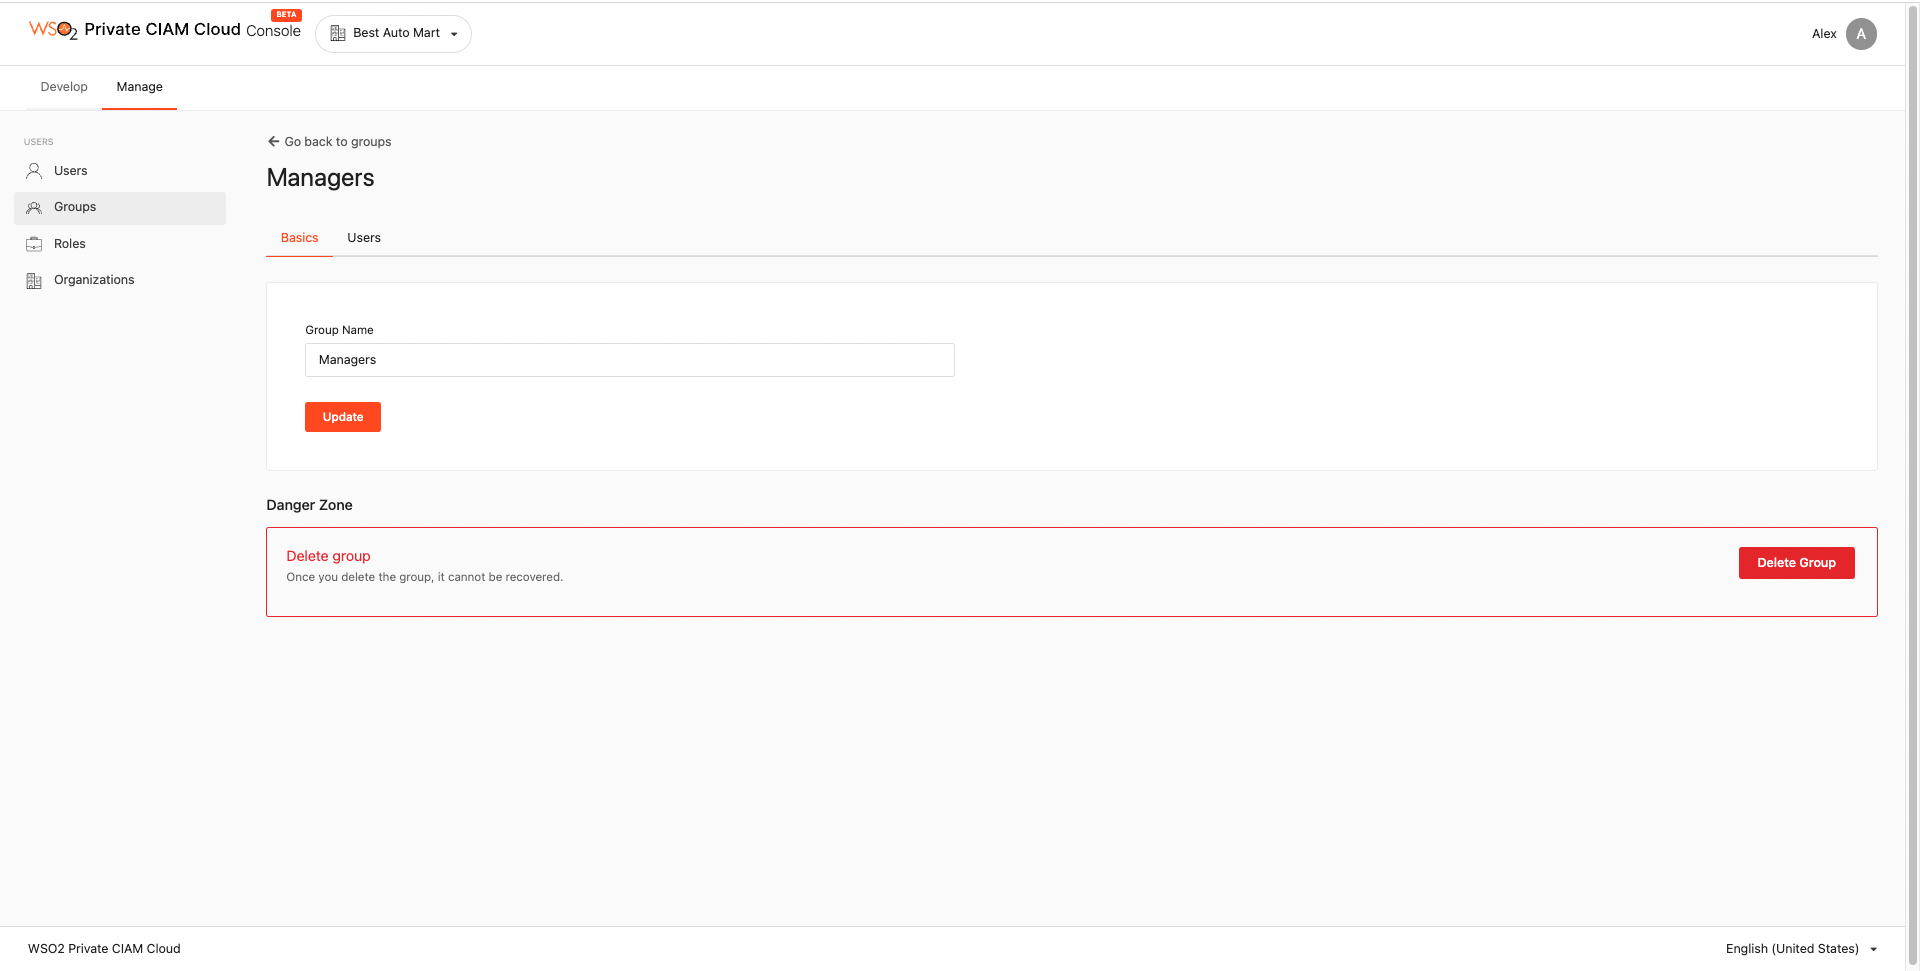 WSO2 Private CIAM Cloud Console BETA
Best Auto Mart
Alex A
Develop Manage
USERS
Users
Groups
Roles
Organizations
Go back to groups
Managers
Basics Users
Group Name
Managers
Update
Danger Zone
Delete group
Once you delete the group, it cannot be recovered.
Delete Group
WSO2 Private CIAM Cloud
English (United States)